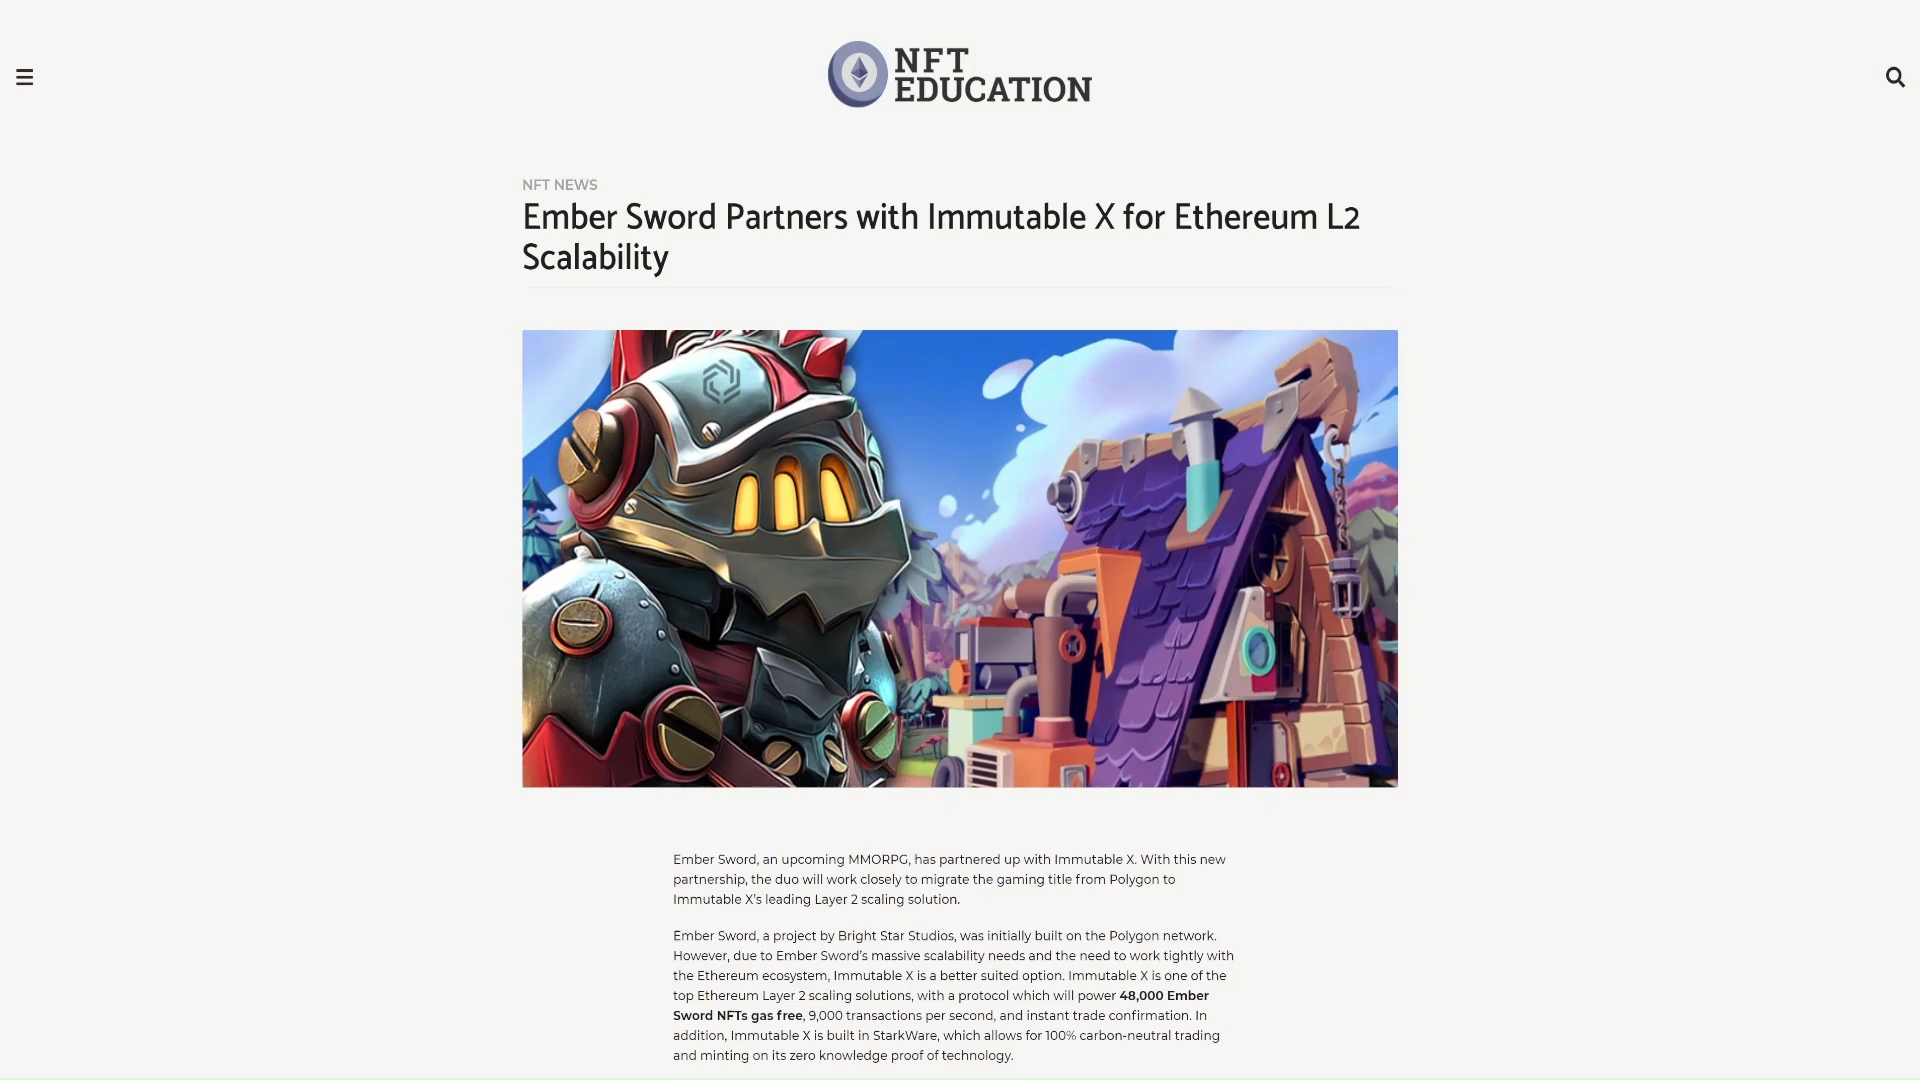 NFT
EDUCATION
NFT NEWS
Ember Sword Partners with Immutable X for Ethereum L2
Scalability
Ember Sword, an upcoming MMORPG, has partnered up with Immutable X. With this new
partnership, the duo will work closely to migrate the gaming title from Polygon to
Immutable X's leading Layer 2 scaling solution.
Ember Sword, a project by Bright Star Studios, was initially built on the Polygon network.
However, due to Ember Sword's massive scalability needs and the need to work tightly with
the Ethereum ecosystem, Immutable X is a better suited option. Immutable X is one of the
top Ethereum Layer 2 scaling solutions, with a protocol which will power 48,000 Ember
Sword NFTs gas free, 9,000 transactions per second, and instant trade confirmation. In
addition, Immutable X is built in StarkWare, which allows for 100% carbon-neutral trading
and minting on its zero knowledge proof of technology.